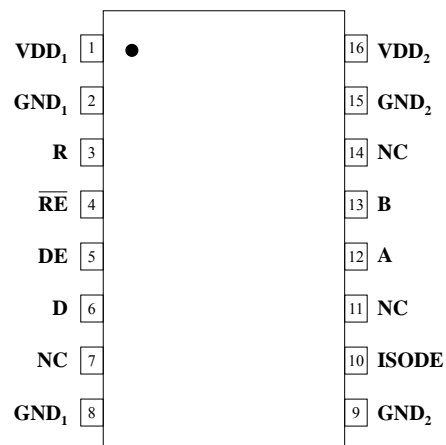 VDD₁ 1 16 VDD₂
GND₁ 2 15 GND₂
R 3 14 NC
R̅E̅ 4 13 B
DE 5 12 A
D 6 11 NC
NC 7 10 ISODE
GND₁ 8 9 GND₂